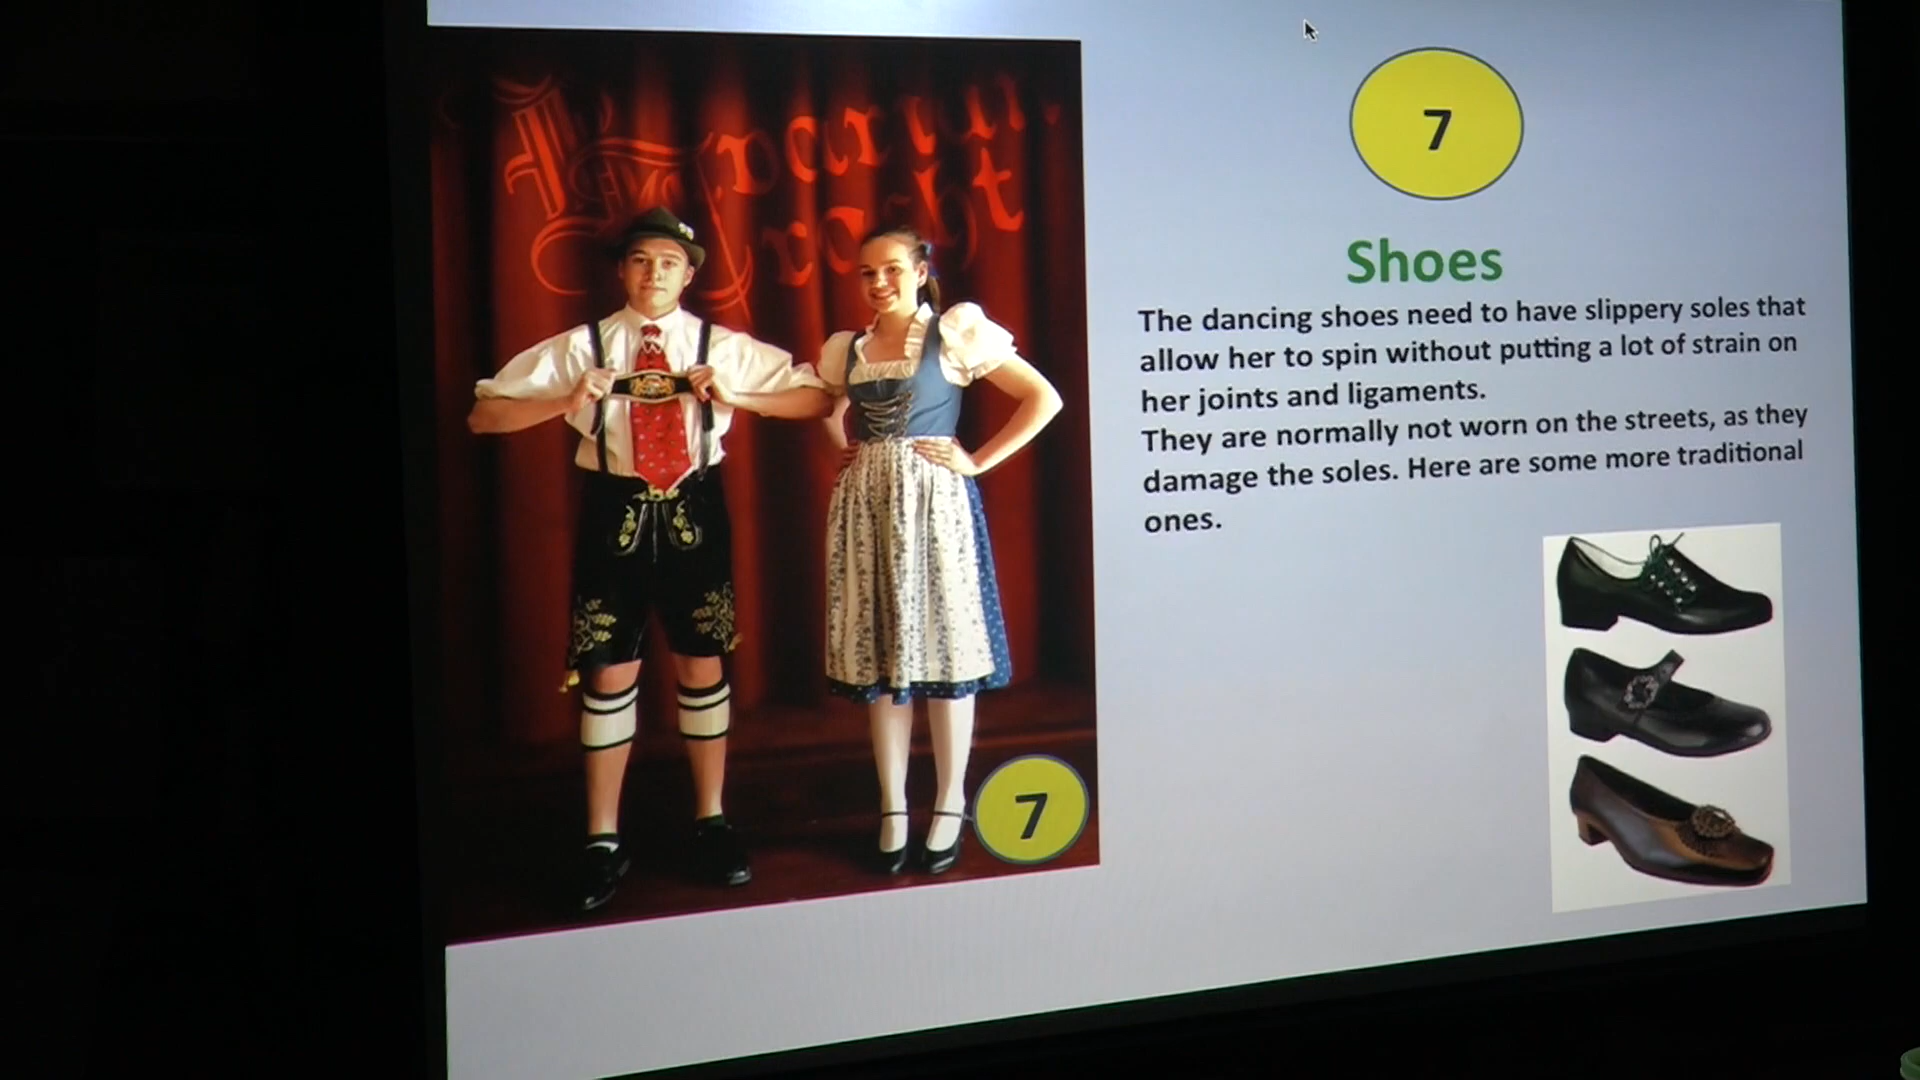 Bavarian
Tracht
7
7
Shoes
The dancing shoes need to have slippery soles that
allow her to spin without putting a lot of strain on
her joints and ligaments.
They are normally not worn on the streets, as they
damage the soles. Here are some more traditional
ones.